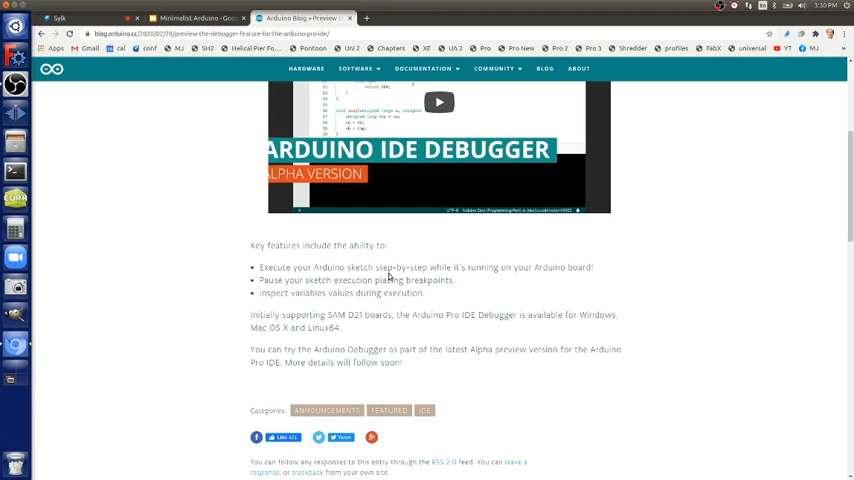 3:30 PM
Sylk
Minimalist Arduino - Goo
Arduino Blog » Preview t
blog.arduino.cc/2020/02/28/preview-the-debugger-feature-for-the-arduino-pro-ide/
Apps Gmail cal conf MJ SH2 Helical Pier Fo... Pontoon Uni 2 Chapters XE UA 2 Pro Pro New Pro 2 Pro 3 Shredder profiles FabX universal YT MJ
HARDWARE SOFTWARE DOCUMENTATION COMMUNITY BLOG ABOUT
ARDUINO IDE DEBUGGER
ALPHA VERSION
Key features include the ability to:
• Execute your Arduino sketch step-by-step while it's running on your Arduino board!
• Pause your sketch execution placing breakpoints.
• Inspect variables values during execution.
Initially supporting SAM D21 boards, the Arduino Pro IDE Debugger is available for Windows,
Mac OS X and Linux64.
You can try the Arduino Debugger as part of the latest Alpha preview version for the Arduino
Pro IDE. More details will follow soon!
Categories: ANNOUNCEMENTS FEATURED IDE
Like 421 Tweet
You can follow any responses to this entry through the RSS 2.0 feed. You can leave a
response, or trackback from your own site.
CURA